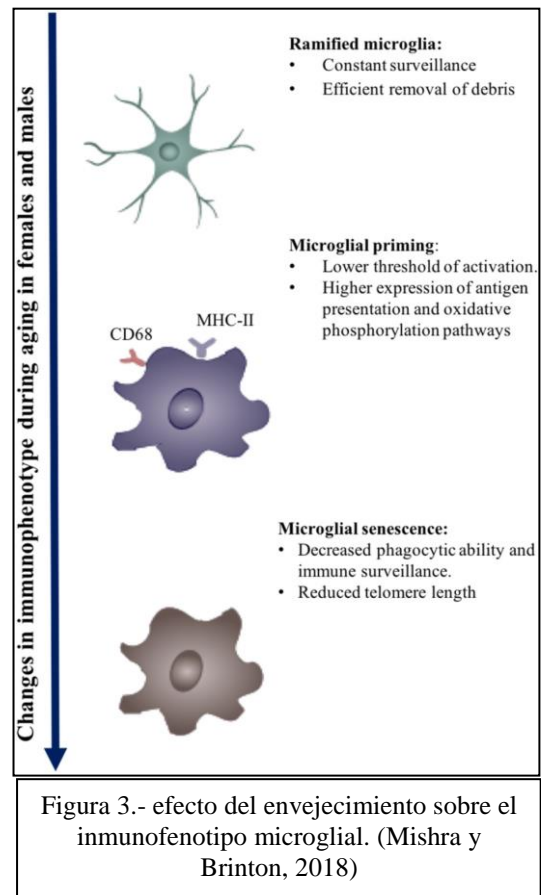 Changes in immunophenotype during aging in females and males
Ramified microglia:
• Constant surveillance
• Efficient removal of debris
Microglial priming:
• Lower threshold of activation.
• Higher expression of antigen
presentation and oxidative
phosphorylation pathways
CD68
MHC-II
Microglial senescence:
• Decreased phagocytic ability and
immune surveillance.
• Reduced telomere length
Figura 3.- efecto del envejecimiento sobre el
inmunofenotipo microglial. (Mishra y
Brinton, 2018)